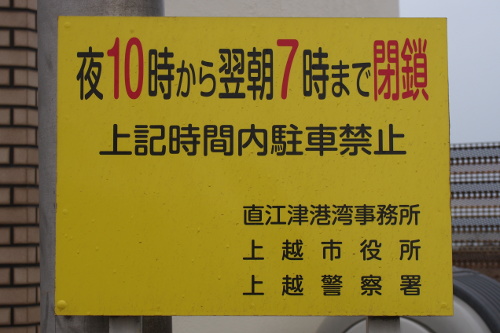 夜10時から翌朝7時まで閉鎖
上記時間内駐車禁止
直江津港湾事務所
上越市役所
上越警察署